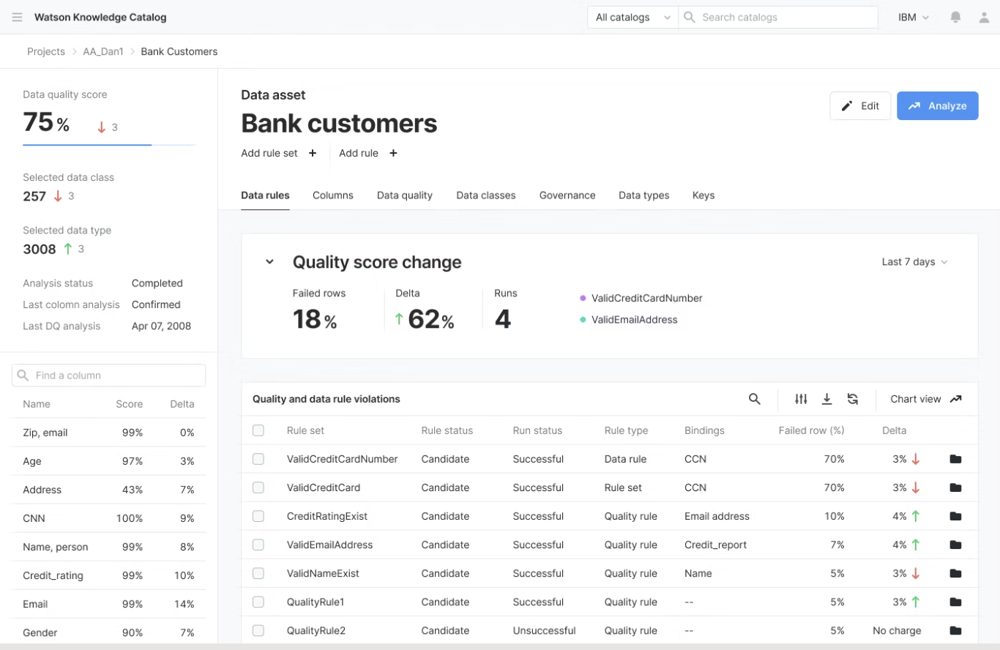 Watson Knowledge Catalog
All catalogs
Search catalogs
IBM
Projects > AA_Dan1 > Bank Customers
Data quality score
75 %
3
Selected data class
257 3
Selected data type
3008 3
Analysis status Completed
Last colomn analysis Confirmed
Last DQ analysis Apr 07, 2008
Find a column
Name Score Delta
Zip, email 99% 0%
Age 97% 3%
Address 43% 7%
CNN 100% 9%
Name, person 99% 8%
Credit_rating 99% 10%
Email 99% 14%
Gender 90% 7%
Data asset
Bank customers
Add rule set +
Add rule +
Edit
Analyze
Data rules Columns Data quality Data classes Governance Data types Keys
Quality score change
Last 7 days
Failed rows Delta Runs
18 % 62 % 4
ValidCreditCardNumber
ValidEmailAddress
Quality and data rule violations
Chart view
Rule set Rule status Run status Rule type Bindings Failed row (%) Delta
ValidCreditCardNumber Candidate Successful Data rule CCN 70% 3%
ValidCreditCard Candidate Successful Rule set CCN 70% 3%
CreditRatingExist Candidate Successful Quality rule Email address 10% 4%
ValidEmailAddress Candidate Successful Quality rule Credit_report 7% 4%
ValidNameExist Candidate Successful Quality rule Name 5% 3%
QualityRule1 Candidate Successful Quality rule -- 5% 3%
QualityRule2 Candidate Unsuccessful Quality rule -- 5% No charge